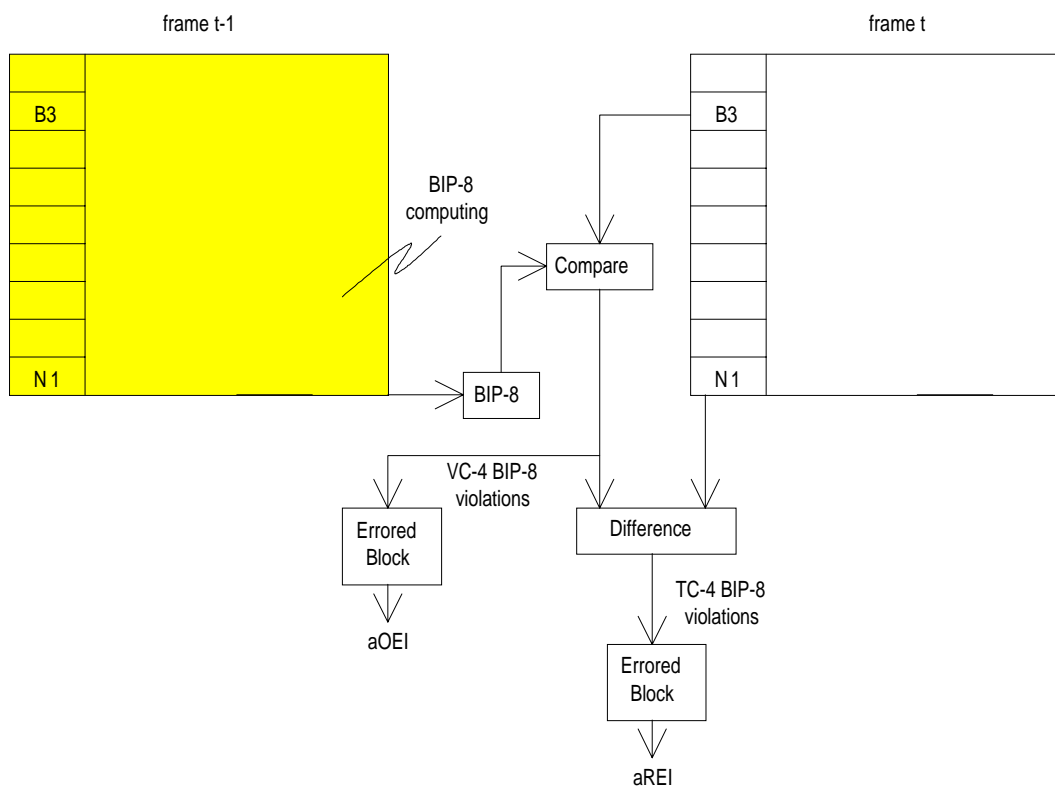 frame t-1
frame t
B3
B3
BIP-8
computing
Compare
N1
BIP-8
N1
VC-4 BIP-8
violations
Errored
Block
Difference
TC-4 BIP-8
violations
aOEI
Errored
Block
aREI